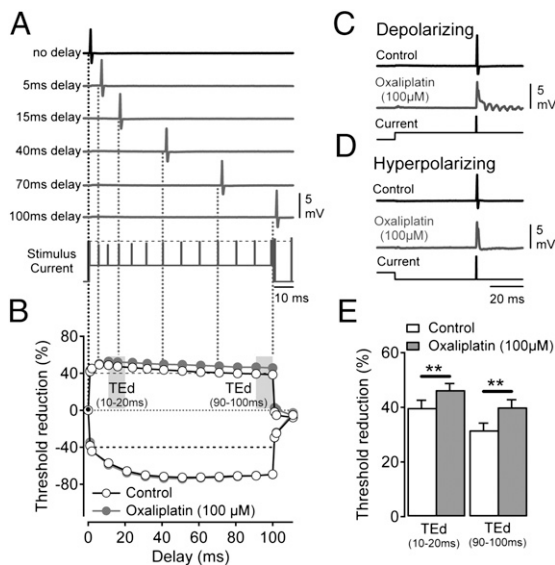 A
no delay
5ms delay
15ms delay
40ms delay
70ms delay
100ms delay
5
mV
Stimulus
Current
10 ms
B
Threshold reduction (%)
80
40
0
-40
-80
TEd
(10-20ms)
TEd
(90-100ms)
Control
Oxaliplatin (100 µM)
0 20 40 60 80 100
Delay (ms)
C
Depolarizing
Control
Oxaliplatin
(100µM)
5
mV
Current
D
Hyperpolarizing
Control
Oxaliplatin
(100µM)
5
mV
Current
20 ms
E
Control
Oxaliplatin (100µM)
Threshold reduction (%)
60
40
20
0
**
**
TEd
(10-20ms)
TEd
(90-100ms)